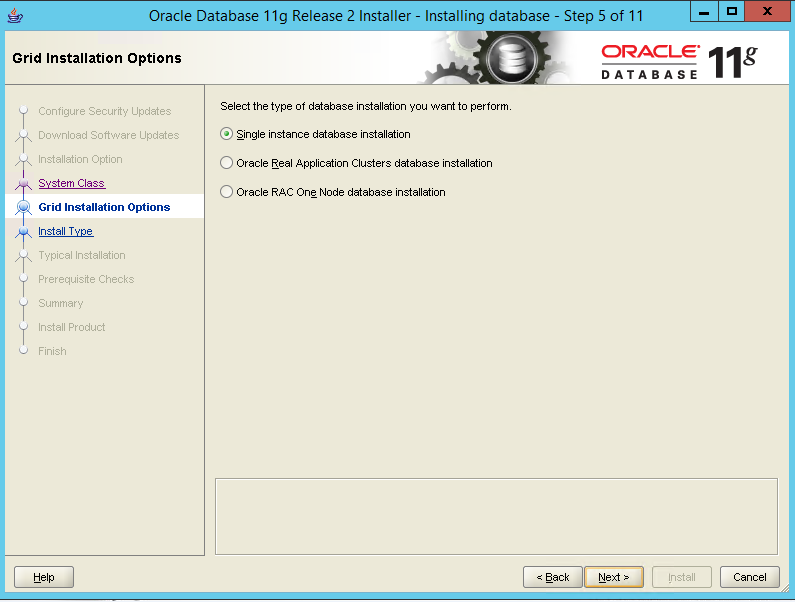 Oracle Database 11g Release 2 Installer - Installing database - Step 5 of 11
Grid Installation Options
ORACLE
DATABASE 11g
Configure Security Updates
Download Software Updates
Installation Option
System Class
Grid Installation Options
Install Type
Typical Installation
Prerequisite Checks
Summary
Install Product
Finish
Select the type of database installation you want to perform.
Single instance database installation
Oracle Real Application Clusters database installation
Oracle RAC One Node database installation
Help
< Back
Next >
Install
Cancel